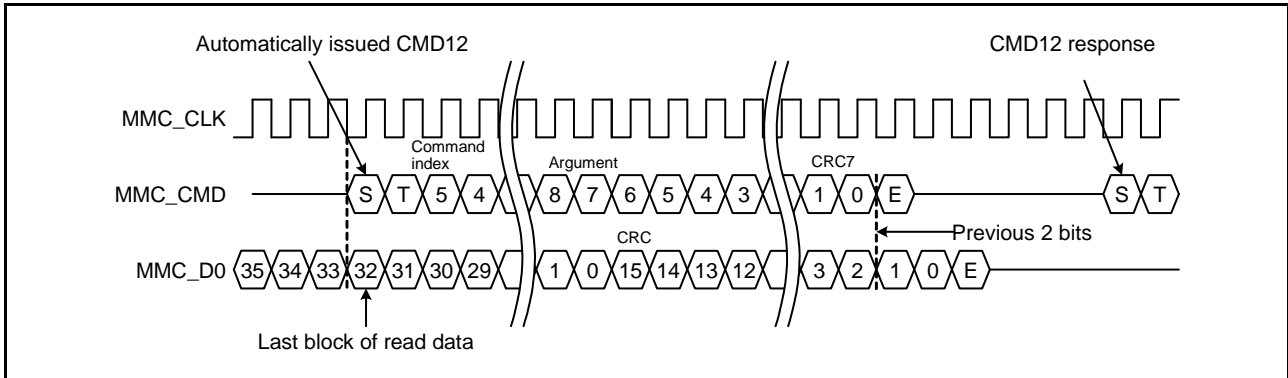 Automatically issued CMD12
CMD12 response
MMC_CLK
Command
index
Argument
CRC7
MMC_CMD
S T 5 4 8 7 6 5 4 3 1 0 E S T
Previous 2 bits
CRC
MMC_D0
35 34 33 32 31 30 29 1 0 15 14 13 12 3 2 1 0 E
Last block of read data